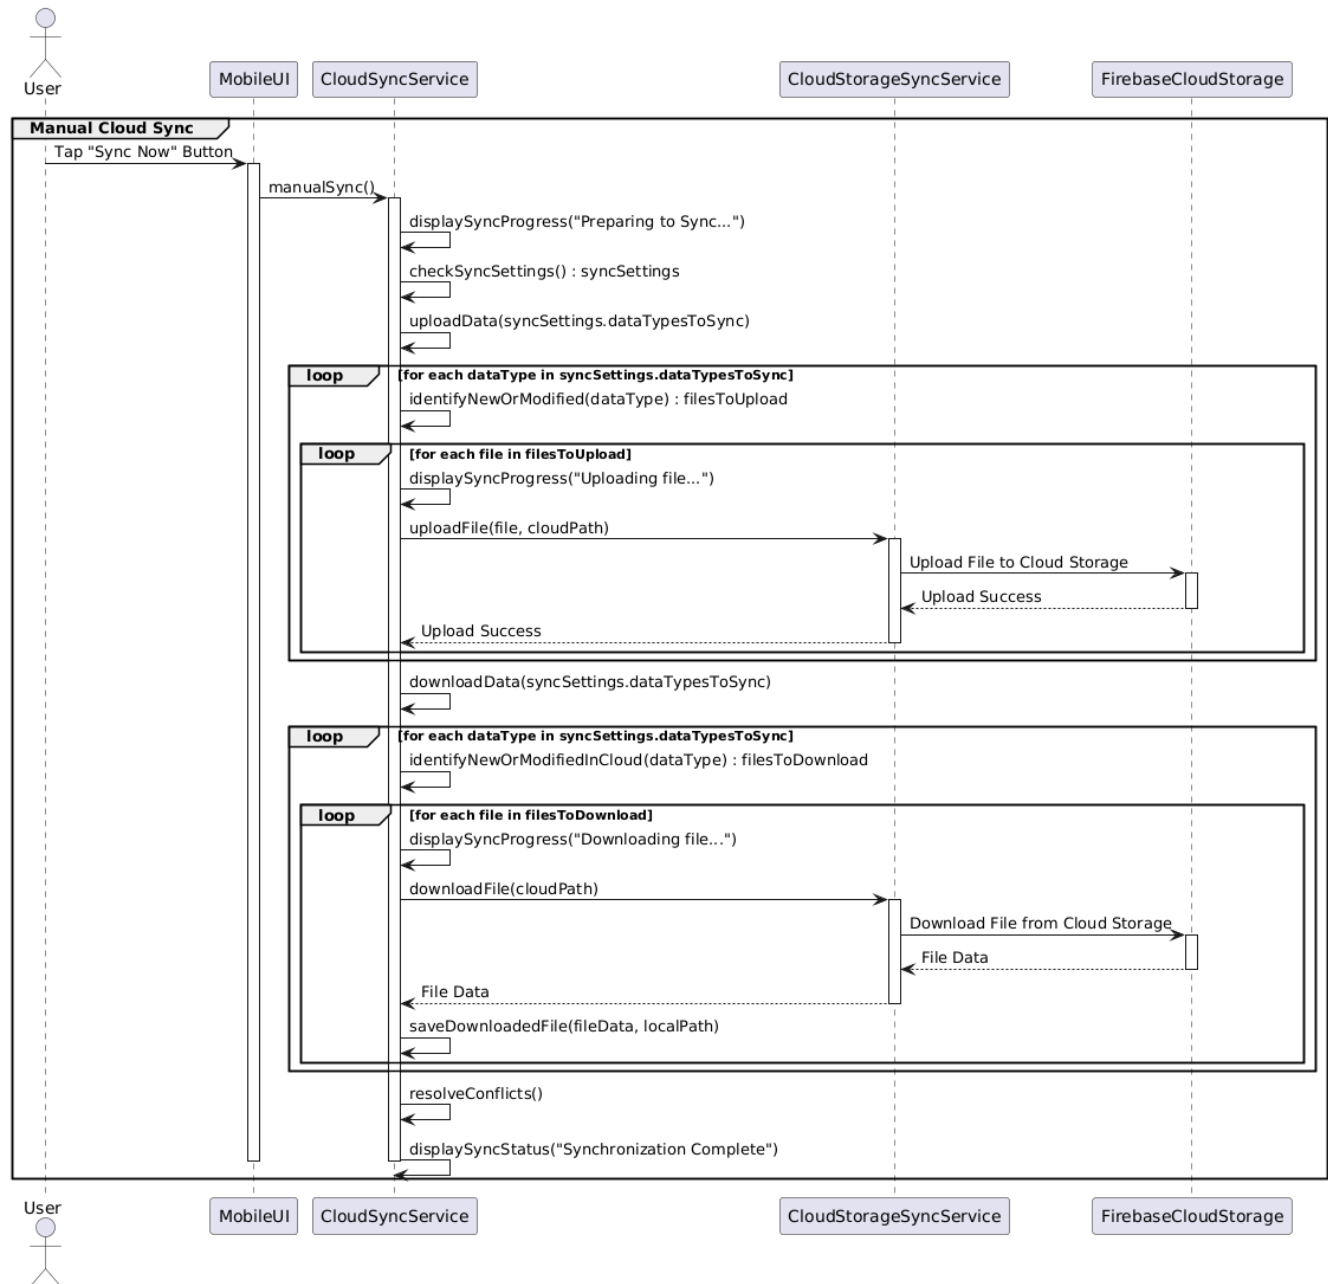 User
MobileUI
CloudSyncService
CloudStorageSyncService
FirebaseCloudStorage
Manual Cloud Sync
Tap "Sync Now" Button
manualSync()
displaySyncProgress("Preparing to Sync...")
checkSyncSettings() : syncSettings
uploadData(syncSettings.dataTypesToSync)
loop [for each dataType in syncSettings.dataTypesToSync]
identifyNewOrModified(dataType) : filesToUpload
loop [for each file in filesToUpload]
displaySyncProgress("Uploading file...")
uploadFile(file, cloudPath)
Upload File to Cloud Storage
Upload Success
Upload Success
downloadData(syncSettings.dataTypesToSync)
loop [for each dataType in syncSettings.dataTypesToSync]
identifyNewOrModifiedInCloud(dataType) : filesToDownload
loop [for each file in filesToDownload]
displaySyncProgress("Downloading file...")
downloadFile(cloudPath)
Download File from Cloud Storage
File Data
File Data
saveDownloadedFile(fileData, localPath)
resolveConflicts()
displaySyncStatus("Synchronization Complete")
User
MobileUI
CloudSyncService
CloudStorageSyncService
FirebaseCloudStorage